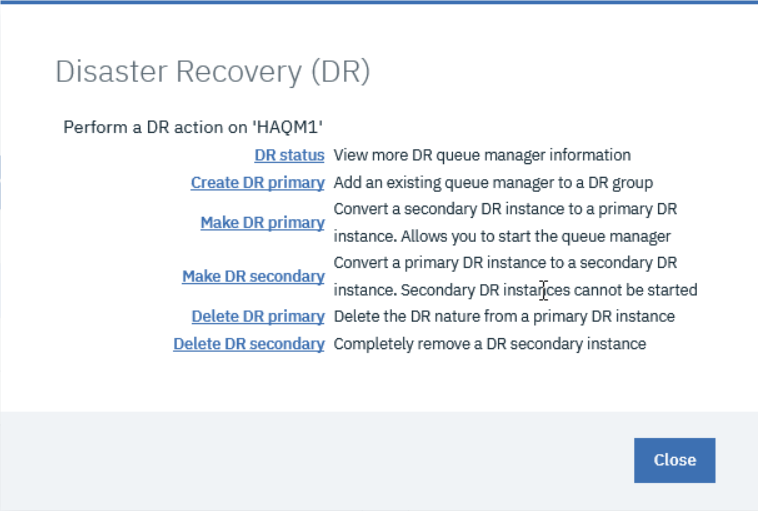 Disaster Recovery (DR)
Perform a DR action on 'HAQM1'
DR status View more DR queue manager information
Create DR primary Add an existing queue manager to a DR group
Make DR primary Convert a secondary DR instance to a primary DR
instance. Allows you to start the queue manager
Make DR secondary Convert a primary DR instance to a secondary DR
instance. Secondary DR instances cannot be started
Delete DR primary Delete the DR nature from a primary DR instance
Delete DR secondary Completely remove a DR secondary instance
Close